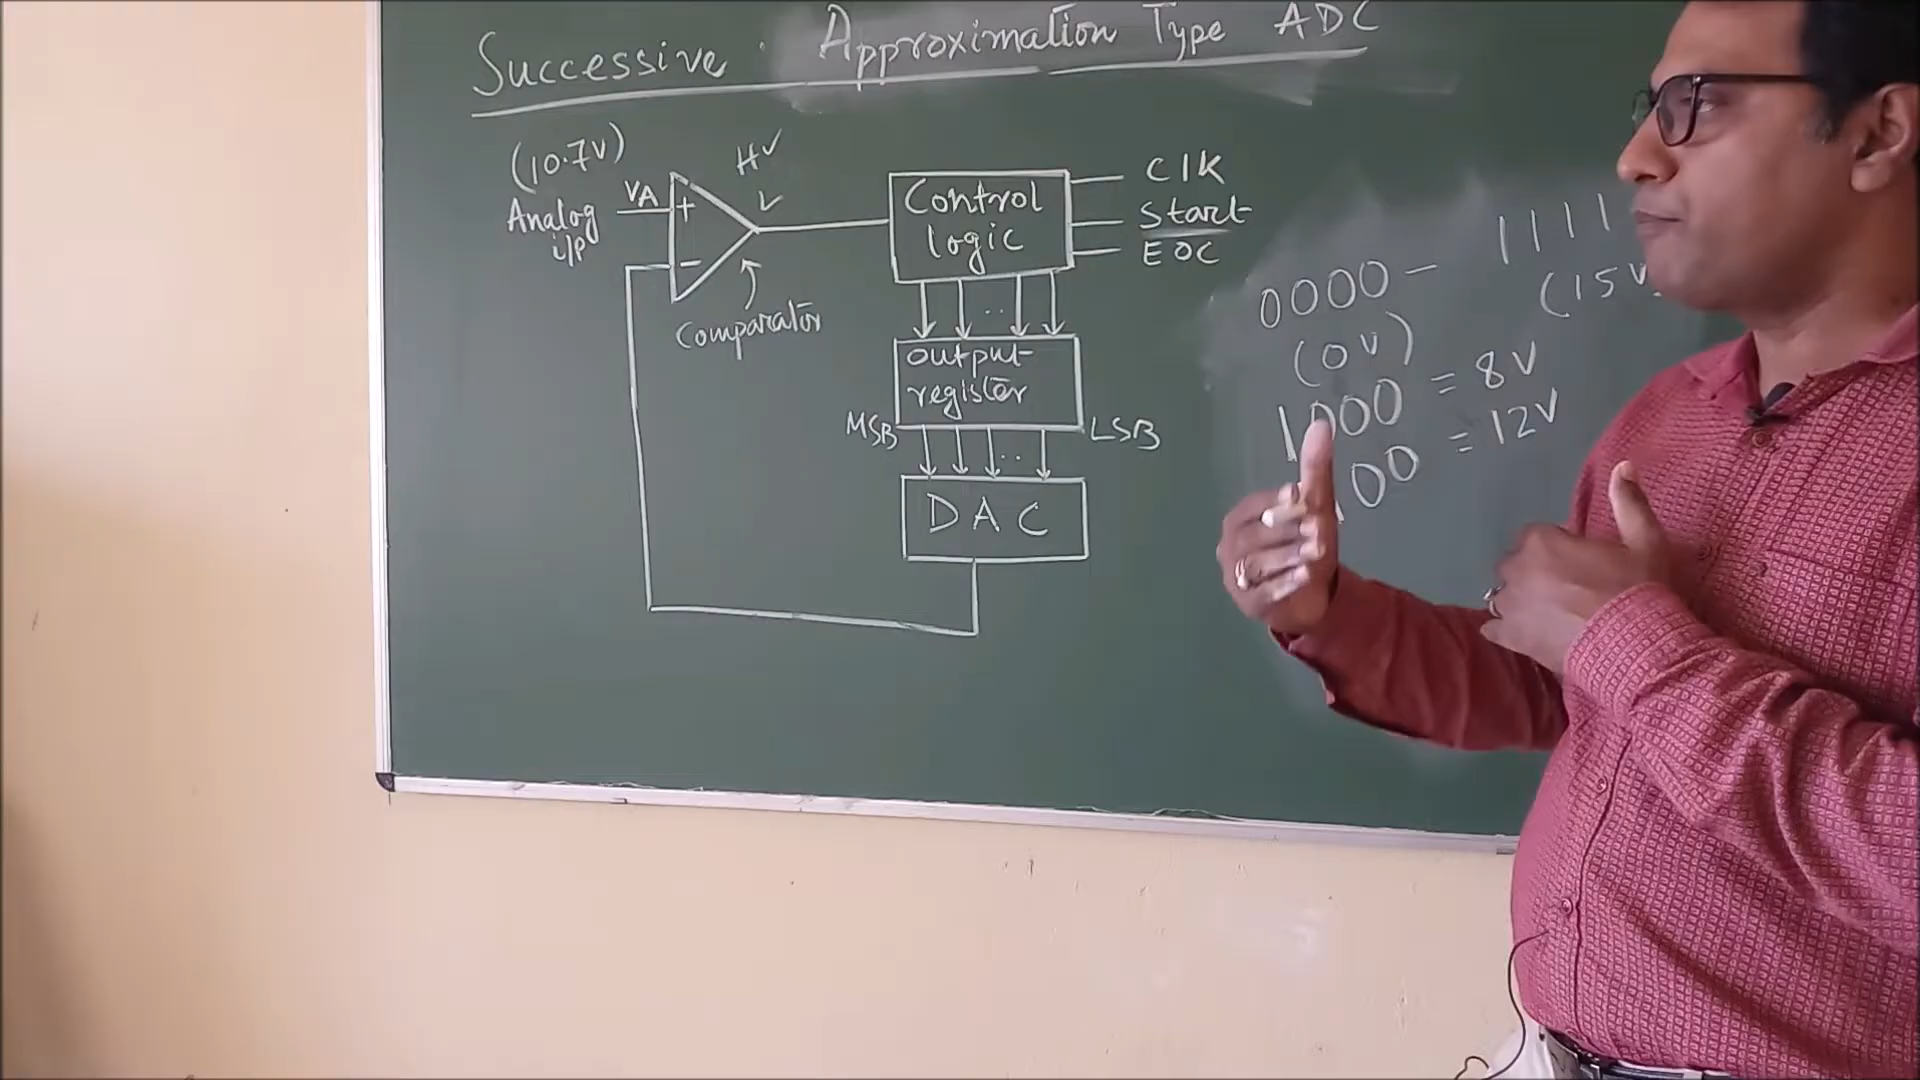 Successive Approximation Type ADC
(10.7V)
H✓
L
VA
Analog
i/p
+
−
Comparator
Control
logic
ClK
Start
EOC
..
output
register
MSB
LSB
..
DAC
0000 − 1111
(0V)
(15V
1000 = 8V
100 = 12V